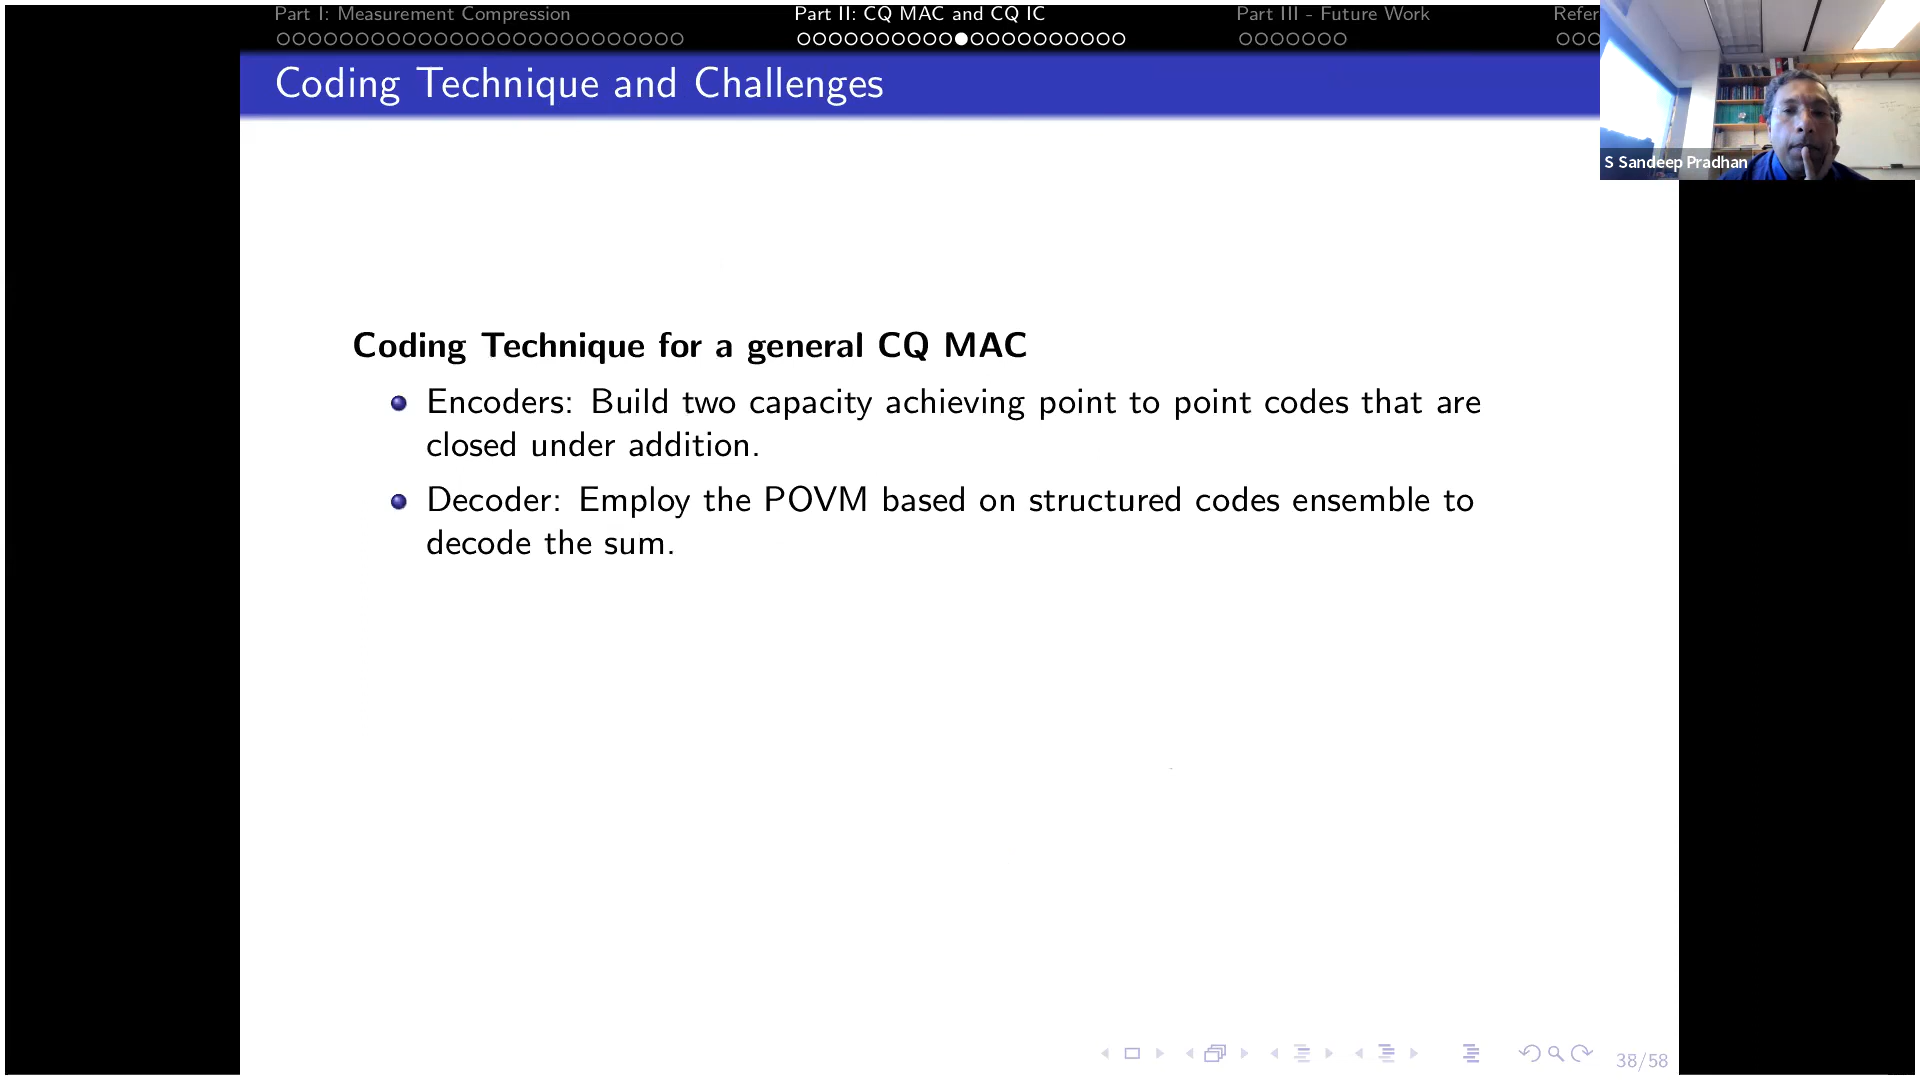 Part I: Measurement Compression
Part II: CQ MAC and CQ IC
Part III - Future Work
Refer
Coding Technique and Challenges
S Sandeep Pradhan
Coding Technique for a general CQ MAC
Encoders: Build two capacity achieving point to point codes that are
closed under addition.
Decoder: Employ the POVM based on structured codes ensemble to
decode the sum.
38/58